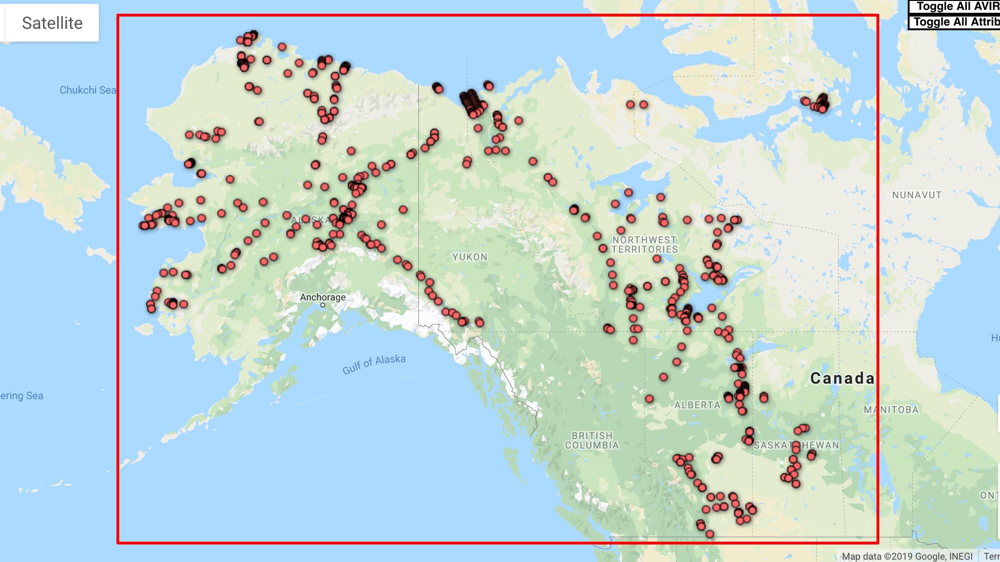 Toggle All AVIR
Satellite
Toggle All Attrib
Chukchi Sea
NUNAVUT
ALASKA
NORTHWEST
TERRITORIES
YUKON
Anchorage
Hu
Gulf of Alaska
Canada
ering Sea
ALBERTA
MANITOBA
BRITISH
COLUMBIA
SASKATCHEWAN
ONT
Map data ©2019 Google, INEGI
Terr